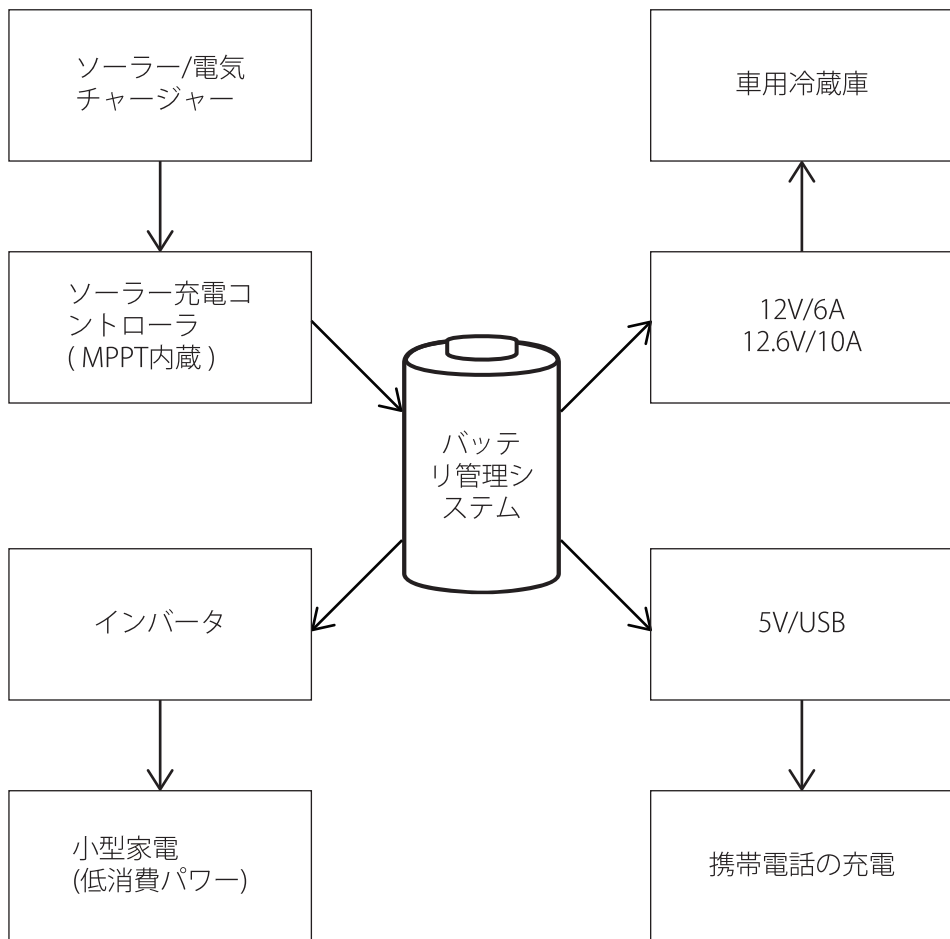 ソーラー/電気
チャージャー
車用冷蔵庫
ソーラー充電コ
ントローラ
( MPPT内蔵 )
12V/6A
12.6V/10A
バッテ
リ管理シ
ステム
インバータ
5V/USB
小型家電
(低消費パワー)
携帯電話の充電